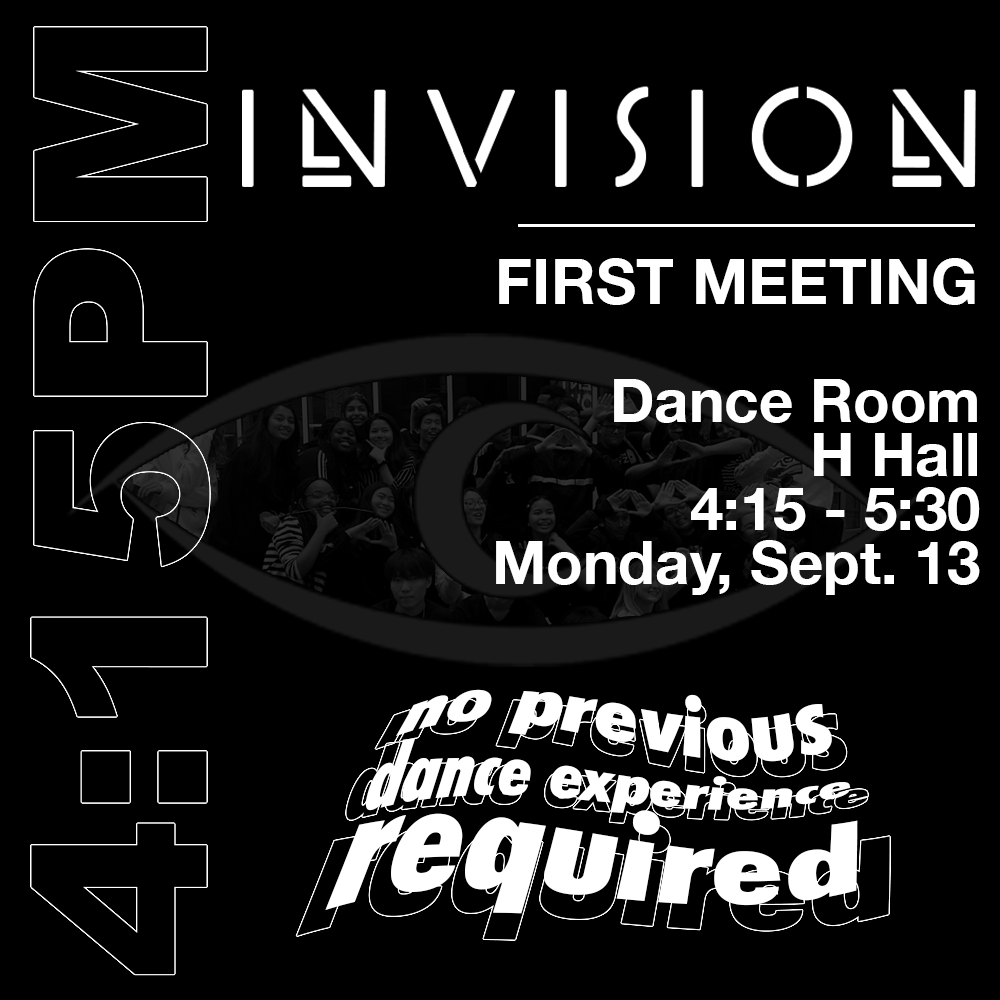 4:15PM
INVISION
FIRST MEETING
Dance Room
H Hall
4:15 - 5:30
Monday, Sept. 13
no previous
dance experience
required